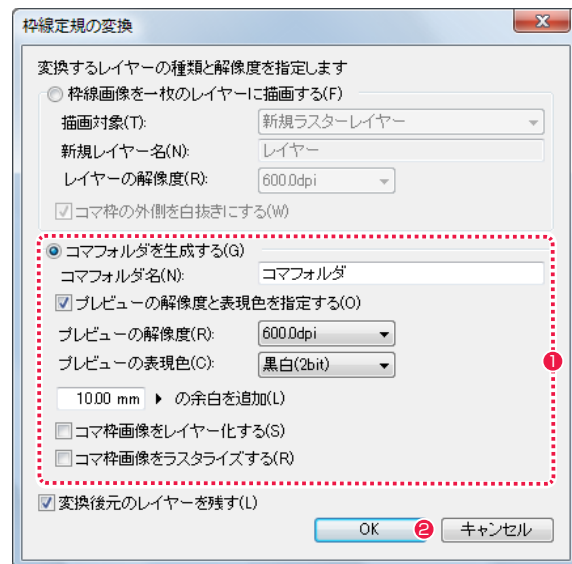 枠線定規の変換
変換するレイヤーの種類と解像度を指定します
枠線画像を一枚のレイヤーに描画する(F)
描画対象(T): 新規ラスターレイヤー
新規レイヤー名(N): レイヤー
レイヤーの解像度(R): 600.0dpi
コマ枠の外側を白抜きにする(W)
コマフォルダを生成する(G)
コマフォルダ名(N): コマフォルダ
プレビューの解像度と表現色を指定する(O)
プレビューの解像度(R): 600.0dpi
プレビューの表現色(C): 黒白(2bit)
❶
10.00 mm の余白を追加(L)
コマ枠画像をレイヤー化する(S)
コマ枠画像をラスタライズする(R)
変換後元のレイヤーを残す(L)
OK ❷ キャンセル